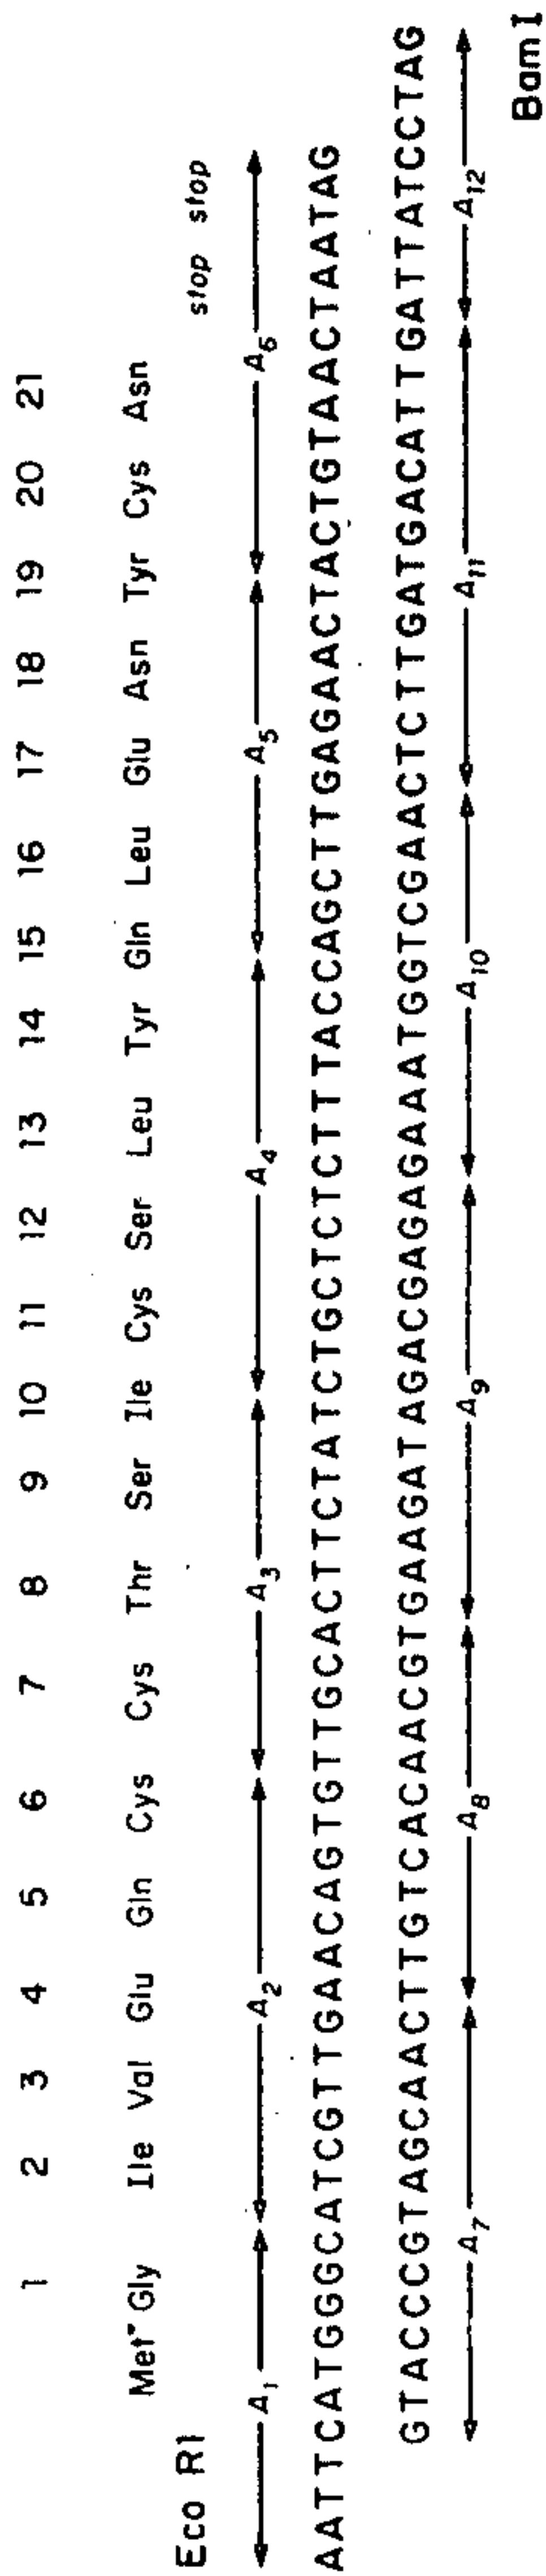 1 2 3 4 5 6 7 8 9 10 11 12 13 14 15 16 17 18 19 20 21
Met- Gly Ile Val Glu Gln Cys Cys Thr Ser Ile Cys Ser Leu Tyr Gln Leu Glu Asn Tyr Cys Asn
Eco RI stop stop
A1 A2 A3 A4 A5 A6
AATTCATGGGCATCGTTGAACAGTGTTGCACTTCTATCTGCTCTCTTTACCAGCTTGAGAACTACTGTAACTAATAG
GTACCCGTAGCAACTTGTCACAACGTGAAGATAGACGAGAGAAATGGTCGAACTCTTGATGACATTGATTATCCTAG
A7 A8 A9 A10 A11 A12
Bam I